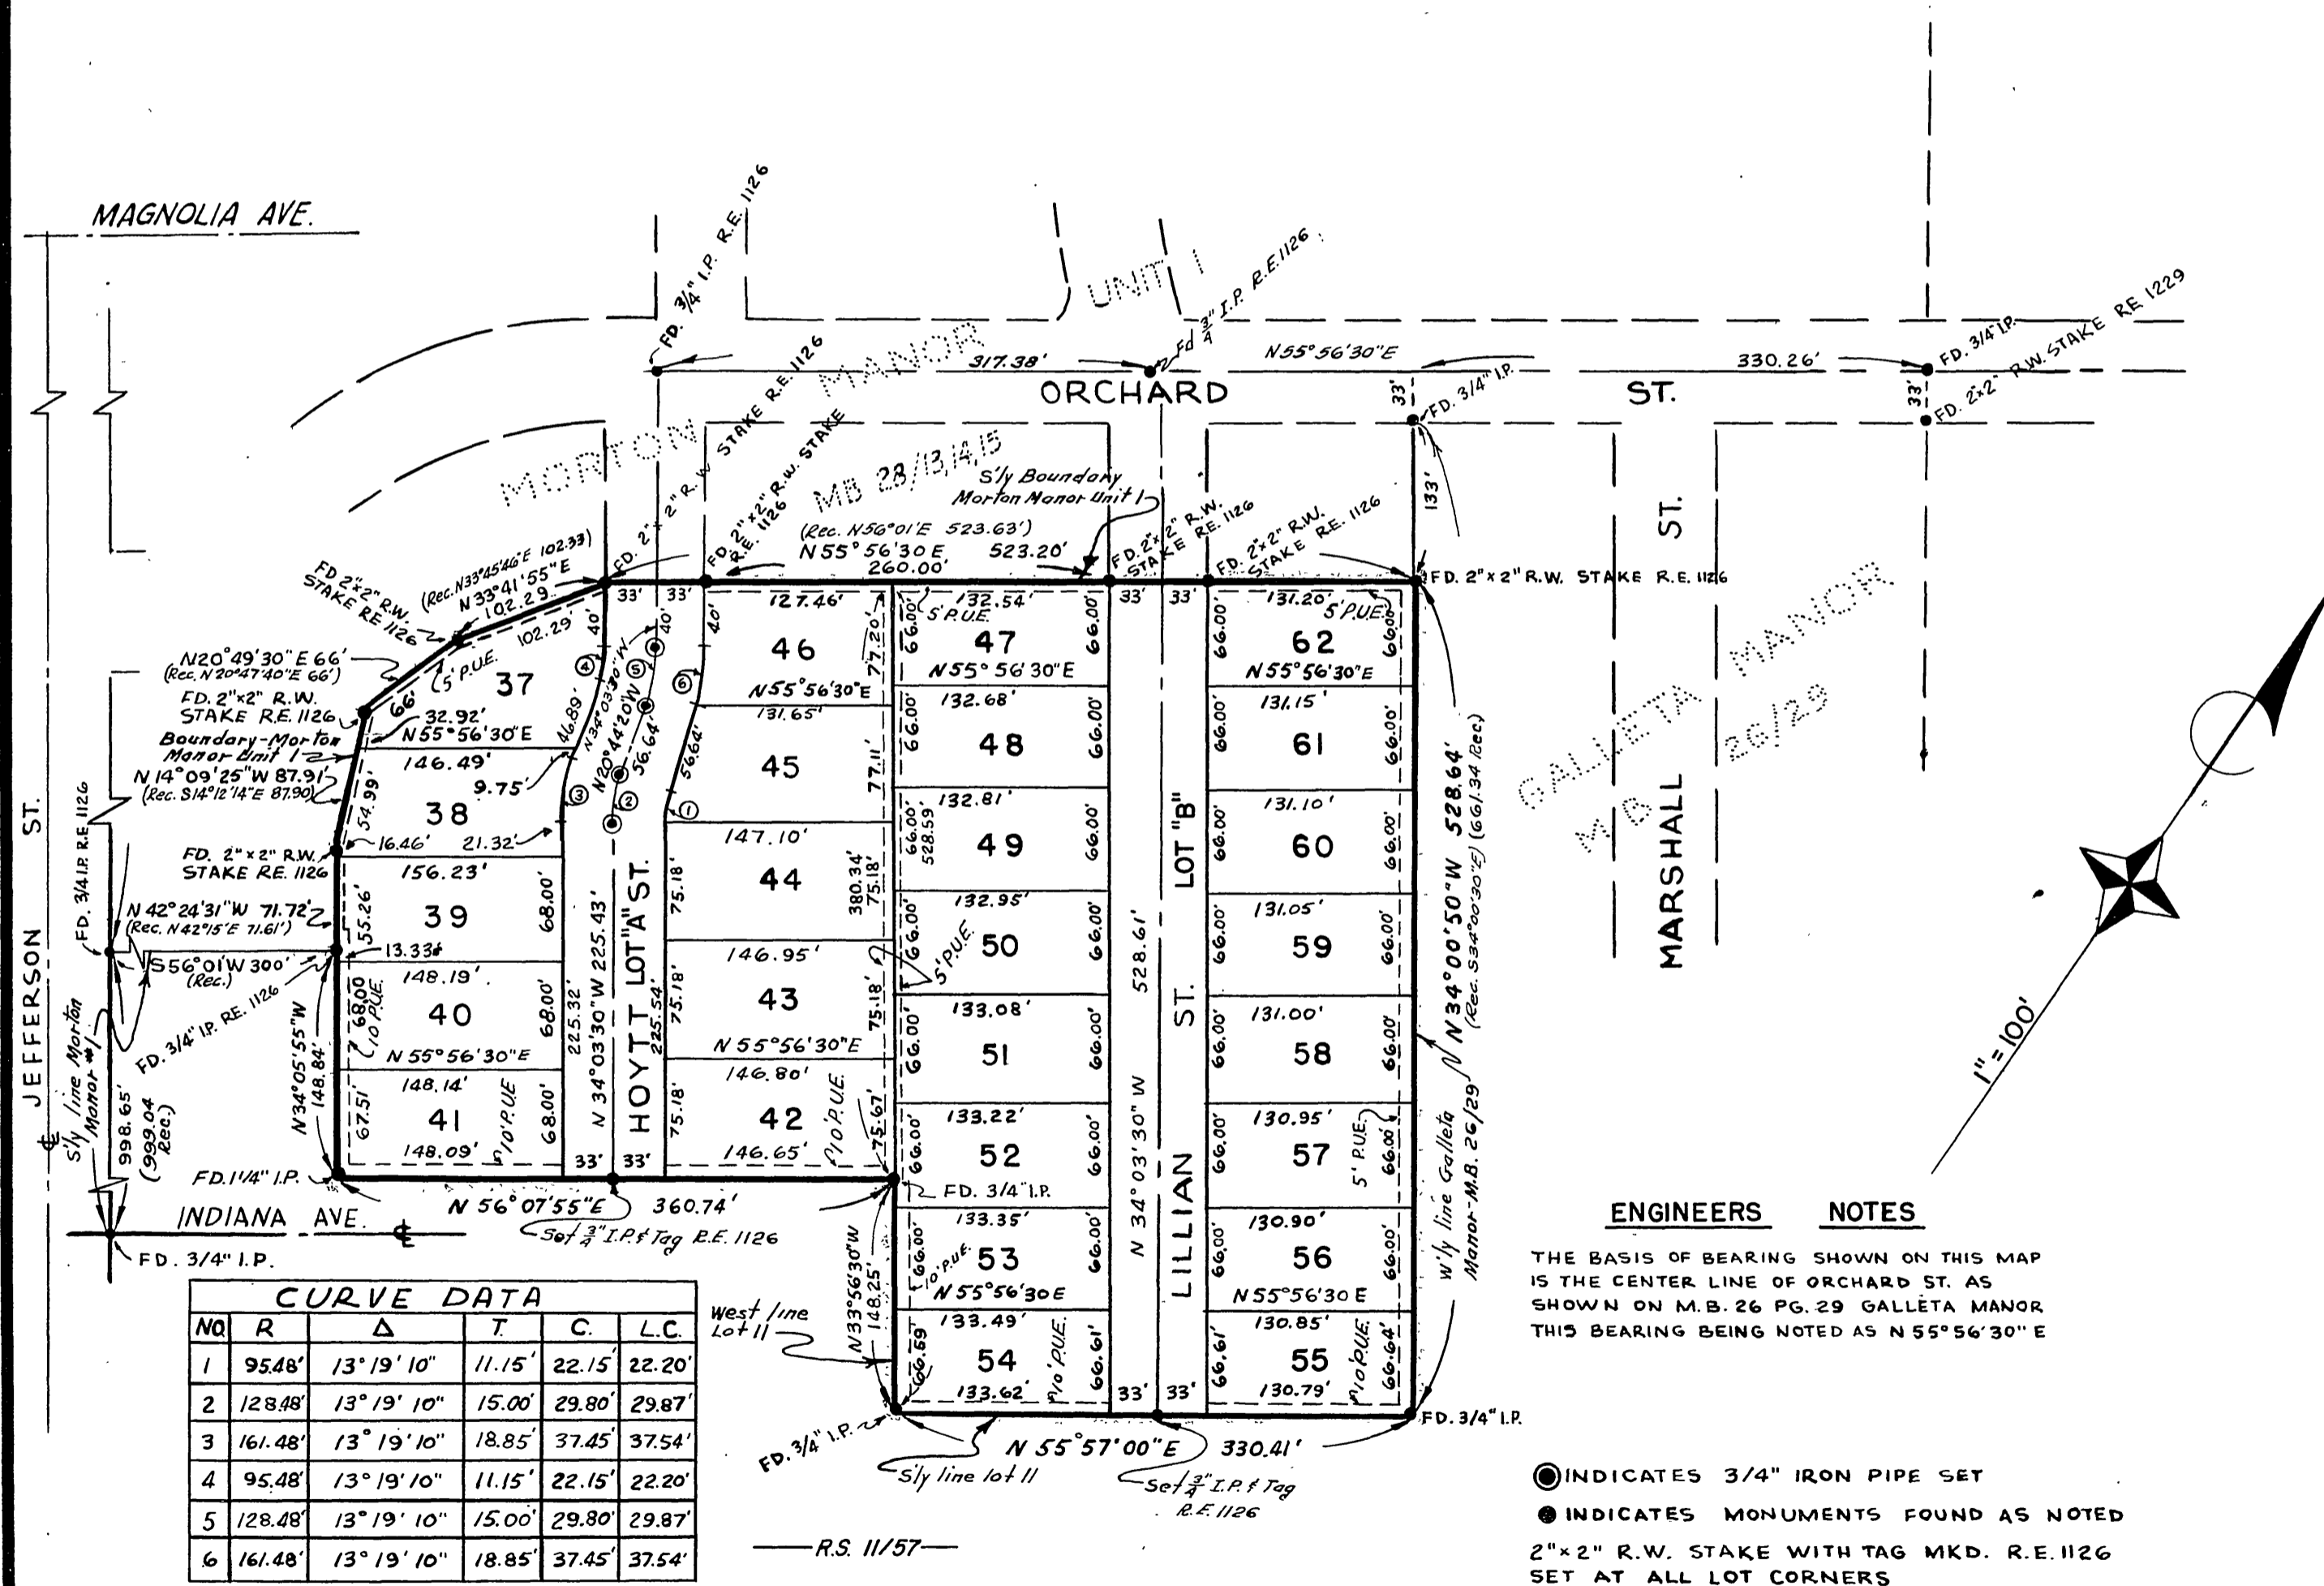 MAGNOLIA AVE.
JEFFERSON ST.
FD. 3/4" I.P. R.E. 1126
UNIT 1
Fd 3/4" I.P. R.E. 1126
MORTON MANOR
MB 28/13,14,15
317.38'
N55°56'30"E
330.26'
FD. 3/4" I.P.
FD. 2"x2" R.W. STAKE RE 1229
ORCHARD ST.
33'
33'
FD. 3/4" I.P.
133'
FD. 2"x2" R.W. STAKE R.E. 1126
FD. 2"x2" R.W. STAKE
R.E. 1126
S'ly Boundary
Morton Manor Unit 1
(Rec. N56°01'E 523.63')
N55°56'30E 523.20'
260.00'
FD. 2"x2" R.W.
STAKE RE. 1126
FD. 2"x2" R.W.
STAKE R.E. 1126
FD. 2"x2" R.W. STAKE R.E. 1126
(Rec. N33°45'46"E 102.33)
N33°41'55"E
102.29
102.29'
FD 2"x2" R.W.
STAKE RE 1126
N20°49'30"E 66'
(Rec. N20°47'40"E 66')
5' P.U.E.
66'
FD. 2"x2" R.W.
STAKE R.E. 1126
Boundary-Morton
Manor Unit 1
N14°09'25"W 87.91'
(Rec. S14°12'14"E 87.90)
FD. 2"x2" R.W.
STAKE RE. 1126
N42°24'31"W 71.72'
(Rec. N42°15'E 71.61')
S56°01'W 300'
(Rec.)
FD. 3/4 I.P. R.E. 1126
FD. 3/4" I.P. RE. 1126
S'ly line Morton
Manor #1
998.65'
(999.04
Rec.)
N34°05'55"W
148.84'
FD. 1 1/4" I.P.
INDIANA AVE. ℄
FD. 3/4" I.P.
37
32.92'
N55°56'30"E
40'
46.89'
④
146.49'
9.75'
38
54.99'
16.46'
21.32'
③
156.23'
39
55.26'
68.00'
13.33
148.19'
40
68.00
10' P.U.E.
68.00'
N55°56'30"E
148.14'
41
67.51'
10' P.U.E
68.00'
148.09'
225.32'
33' 33'
40'
N34°03'30"W
⑤
N20°44'20"W
56.64'
②
N34°03'30"W 225.43'
HOYTT LOT "A" ST.
225.54'
33' 33'
N56°07'55"E 360.74'
Set 3/4" I.P. & Tag R.E. 1126
40'
⑥
56.64'
①
127.46'
46
77.20'
N55°56'30"E
131.65'
45
77.11'
147.10'
44
75.18'
380.34'
75.18'
146.95'
43
75.18'
75.18'
N55°56'30"E
146.80'
42
75.18'
10' P.U.E.
75.67'
146.65'
132.54'
5' P.U.E.
47
66.00'
66.00'
N55°56'30"E
132.68'
48
66.00'
66.00'
132.81'
49
66.00'
528.59'
66.00'
132.95'
50
66.00'
5' P.U.E.
66.00'
133.08'
51
66.00'
66.00'
133.22'
52
66.00'
66.00'
FD. 3/4" I.P.
133.35'
53
66.00'
10' P.U.E.
66.00'
N55°56'30E
133.49'
54
66.59'
10' P.U.E.
66.61'
133.62'
N33°56'30"W
148.25'
West line
Lot 11
FD. 3/4" I.P.
33' 33'
N34°03'30"W 528.61'
LILLIAN ST. LOT "B"
33' 33'
131.20'
5' P.U.E.
62
66.00'
66.00'
N55°56'30"E
131.15'
61
66.00'
66.00'
131.10'
60
66.00'
66.00'
131.05'
59
66.00'
66.00'
131.00'
58
66.00'
66.00'
130.95'
57
66.00'
5' P.U.E.
66.00'
130.90'
56
66.00'
66.00'
N55°56'30E
130.85'
55
66.61'
10' P.U.E.
66.64'
130.79'
FD. 3/4" I.P.
N55°57'00"E 330.41'
S'ly line lot 11
Set 3/4" I.P. & Tag
R.E. 1126
R.S. 11/57
N34°00'50"W 528.64'
(Rec. S34°00'30"E) (661.34 Rec)
W'ly line Galleta
Manor-M.B. 26/29
GALLETA MANOR
M B 26/29
MARSHALL ST.
1"=100'
CURVE DATA
NO. R Δ T. C. L.C.
1 95.48' 13°19'10" 11.15' 22.15' 22.20'
2 128.48' 13°19'10" 15.00' 29.80' 29.87'
3 161.48' 13°19'10" 18.85' 37.45' 37.54'
4 95.48' 13°19'10" 11.15' 22.15' 22.20'
5 128.48' 13°19'10" 15.00' 29.80' 29.87'
6 161.48' 13°19'10" 18.85' 37.45' 37.54'
ENGINEERS NOTES
THE BASIS OF BEARING SHOWN ON THIS MAP
IS THE CENTER LINE OF ORCHARD ST. AS
SHOWN ON M.B. 26 PG. 29 GALLETA MANOR
THIS BEARING BEING NOTED AS N 55°56'30" E
INDICATES 3/4" IRON PIPE SET
INDICATES MONUMENTS FOUND AS NOTED
2"x2" R.W. STAKE WITH TAG MKD. R.E. 1126
SET AT ALL LOT CORNERS